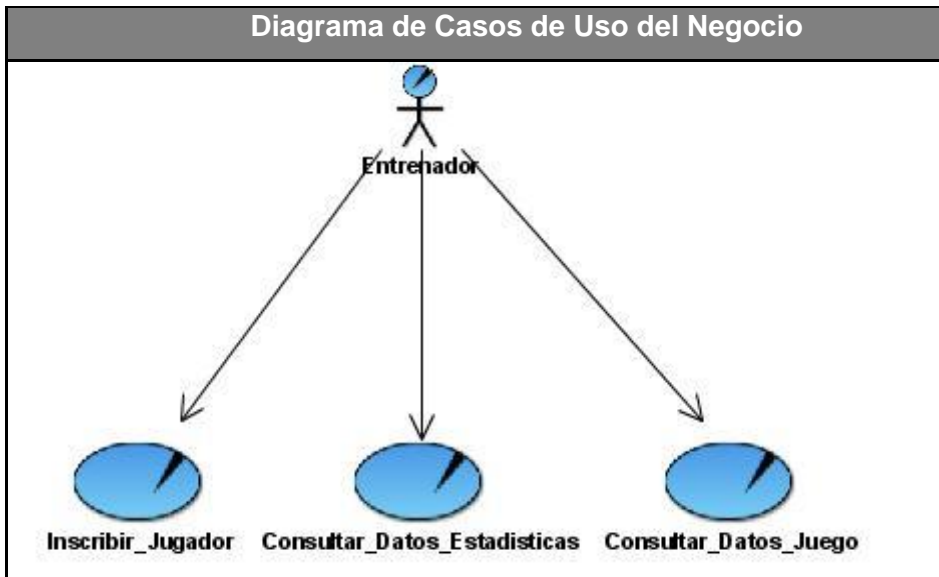 Diagrama de Casos de Uso del Negocio
Entrenador
Inscribir_Jugador
Consultar_Datos_Estadisticas
Consultar_Datos_Juego